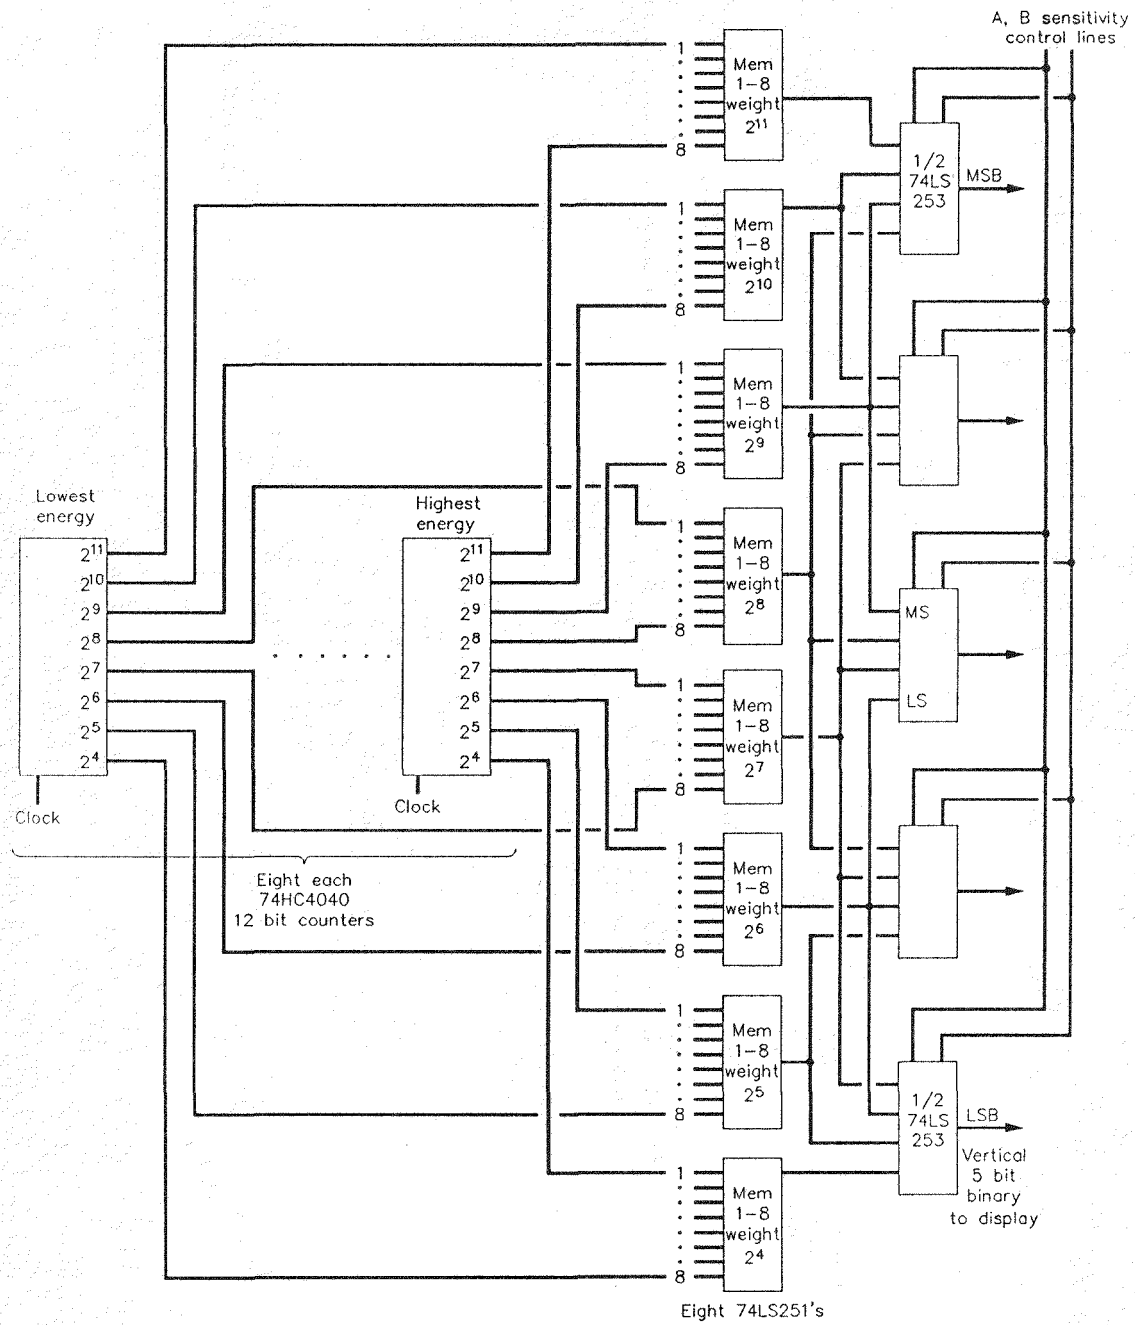 A, B sensitivity
control lines
1
8
Mem
1-8
weight
2¹¹
1
8
Mem
1-8
weight
2¹⁰
1
8
Mem
1-8
weight
2⁹
1
8
Mem
1-8
weight
2⁸
1
8
Mem
1-8
weight
2⁷
1
8
Mem
1-8
weight
2⁶
1
8
Mem
1-8
weight
2⁵
1
8
Mem
1-8
weight
2⁴
Eight 74LS251's
1/2
74LS
253
MSB
MS
LS
1/2
74LS
253
LSB
Vertical
5 bit
binary
to display
Lowest
energy
2¹¹
2¹⁰
2⁹
2⁸
2⁷
2⁶
2⁵
2⁴
Clock
Highest
energy
2¹¹
2¹⁰
2⁹
2⁸
2⁷
2⁶
2⁵
2⁴
Clock
Eight each
74HC4040
12 bit counters